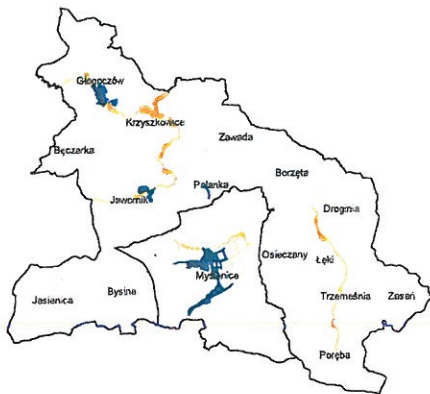 Głogoczów
Krzyszkowice
Bęczarka
Zawada
Borzęta
Jawornik
Polanka
Droginia
Osieczany
Łęki
Jasienica
Bysina
Myślenice
Trzemeśnia
Zasań
Poręba